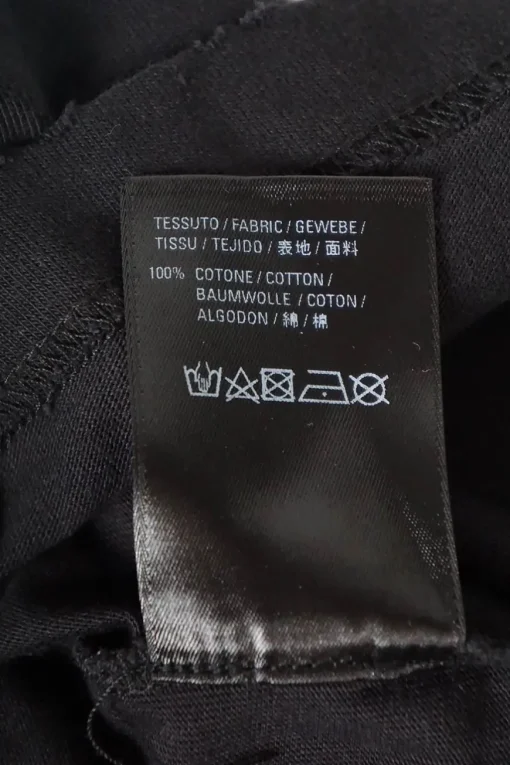 TESSUTO / FABRIC / GEWEBE /
TISSU / TEJIDO / 表地 / 面料
100% COTONE / COTTON /
BAUMWOLLE / COTON /
ALGODON / 綿 / 棉